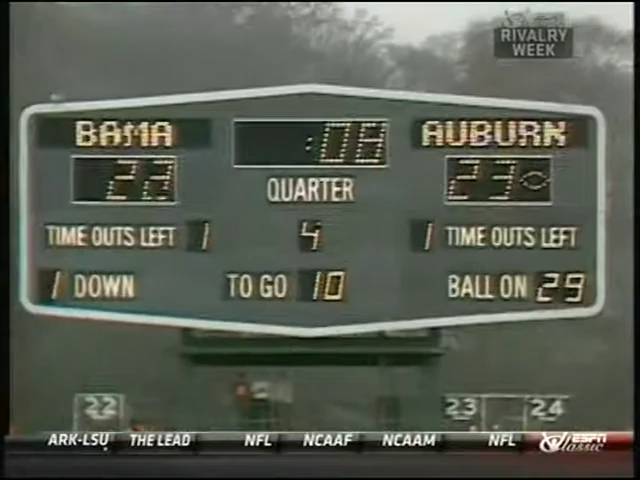 RIVALRY
WEEK
BAMA :08 AUBURN
22 23
QUARTER
TIME OUTS LEFT 1 4 1 TIME OUTS LEFT
1 DOWN TO GO 10 BALL ON 29
22 23 24
ARK-LSU THE LEAD NFL NCAAF NCAAM NFL ESPN Classic